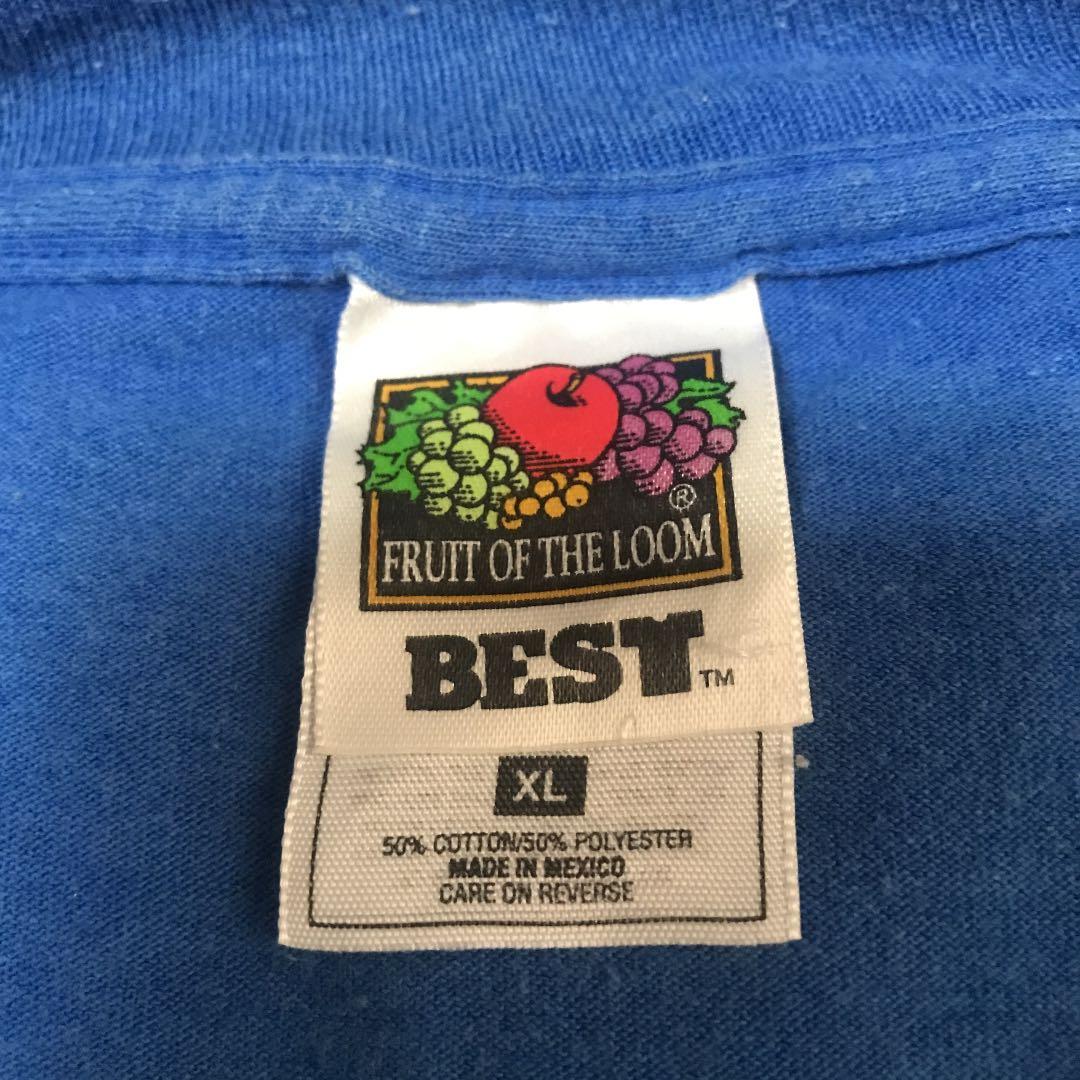 ®
FRUIT OF THE LOOM
BEST™
XL
50% COTTON/50% POLYESTER
MADE IN MEXICO
CARE ON REVERSE